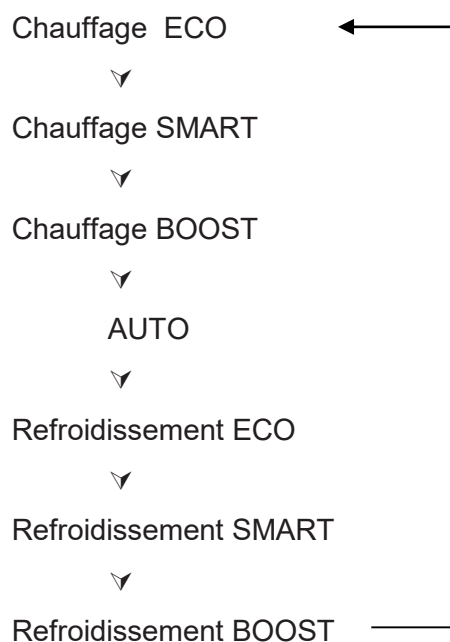 Chauffage ECO
Chauffage SMART
Chauffage BOOST
AUTO
Refroidissement ECO
Refroidissement SMART
Refroidissement BOOST